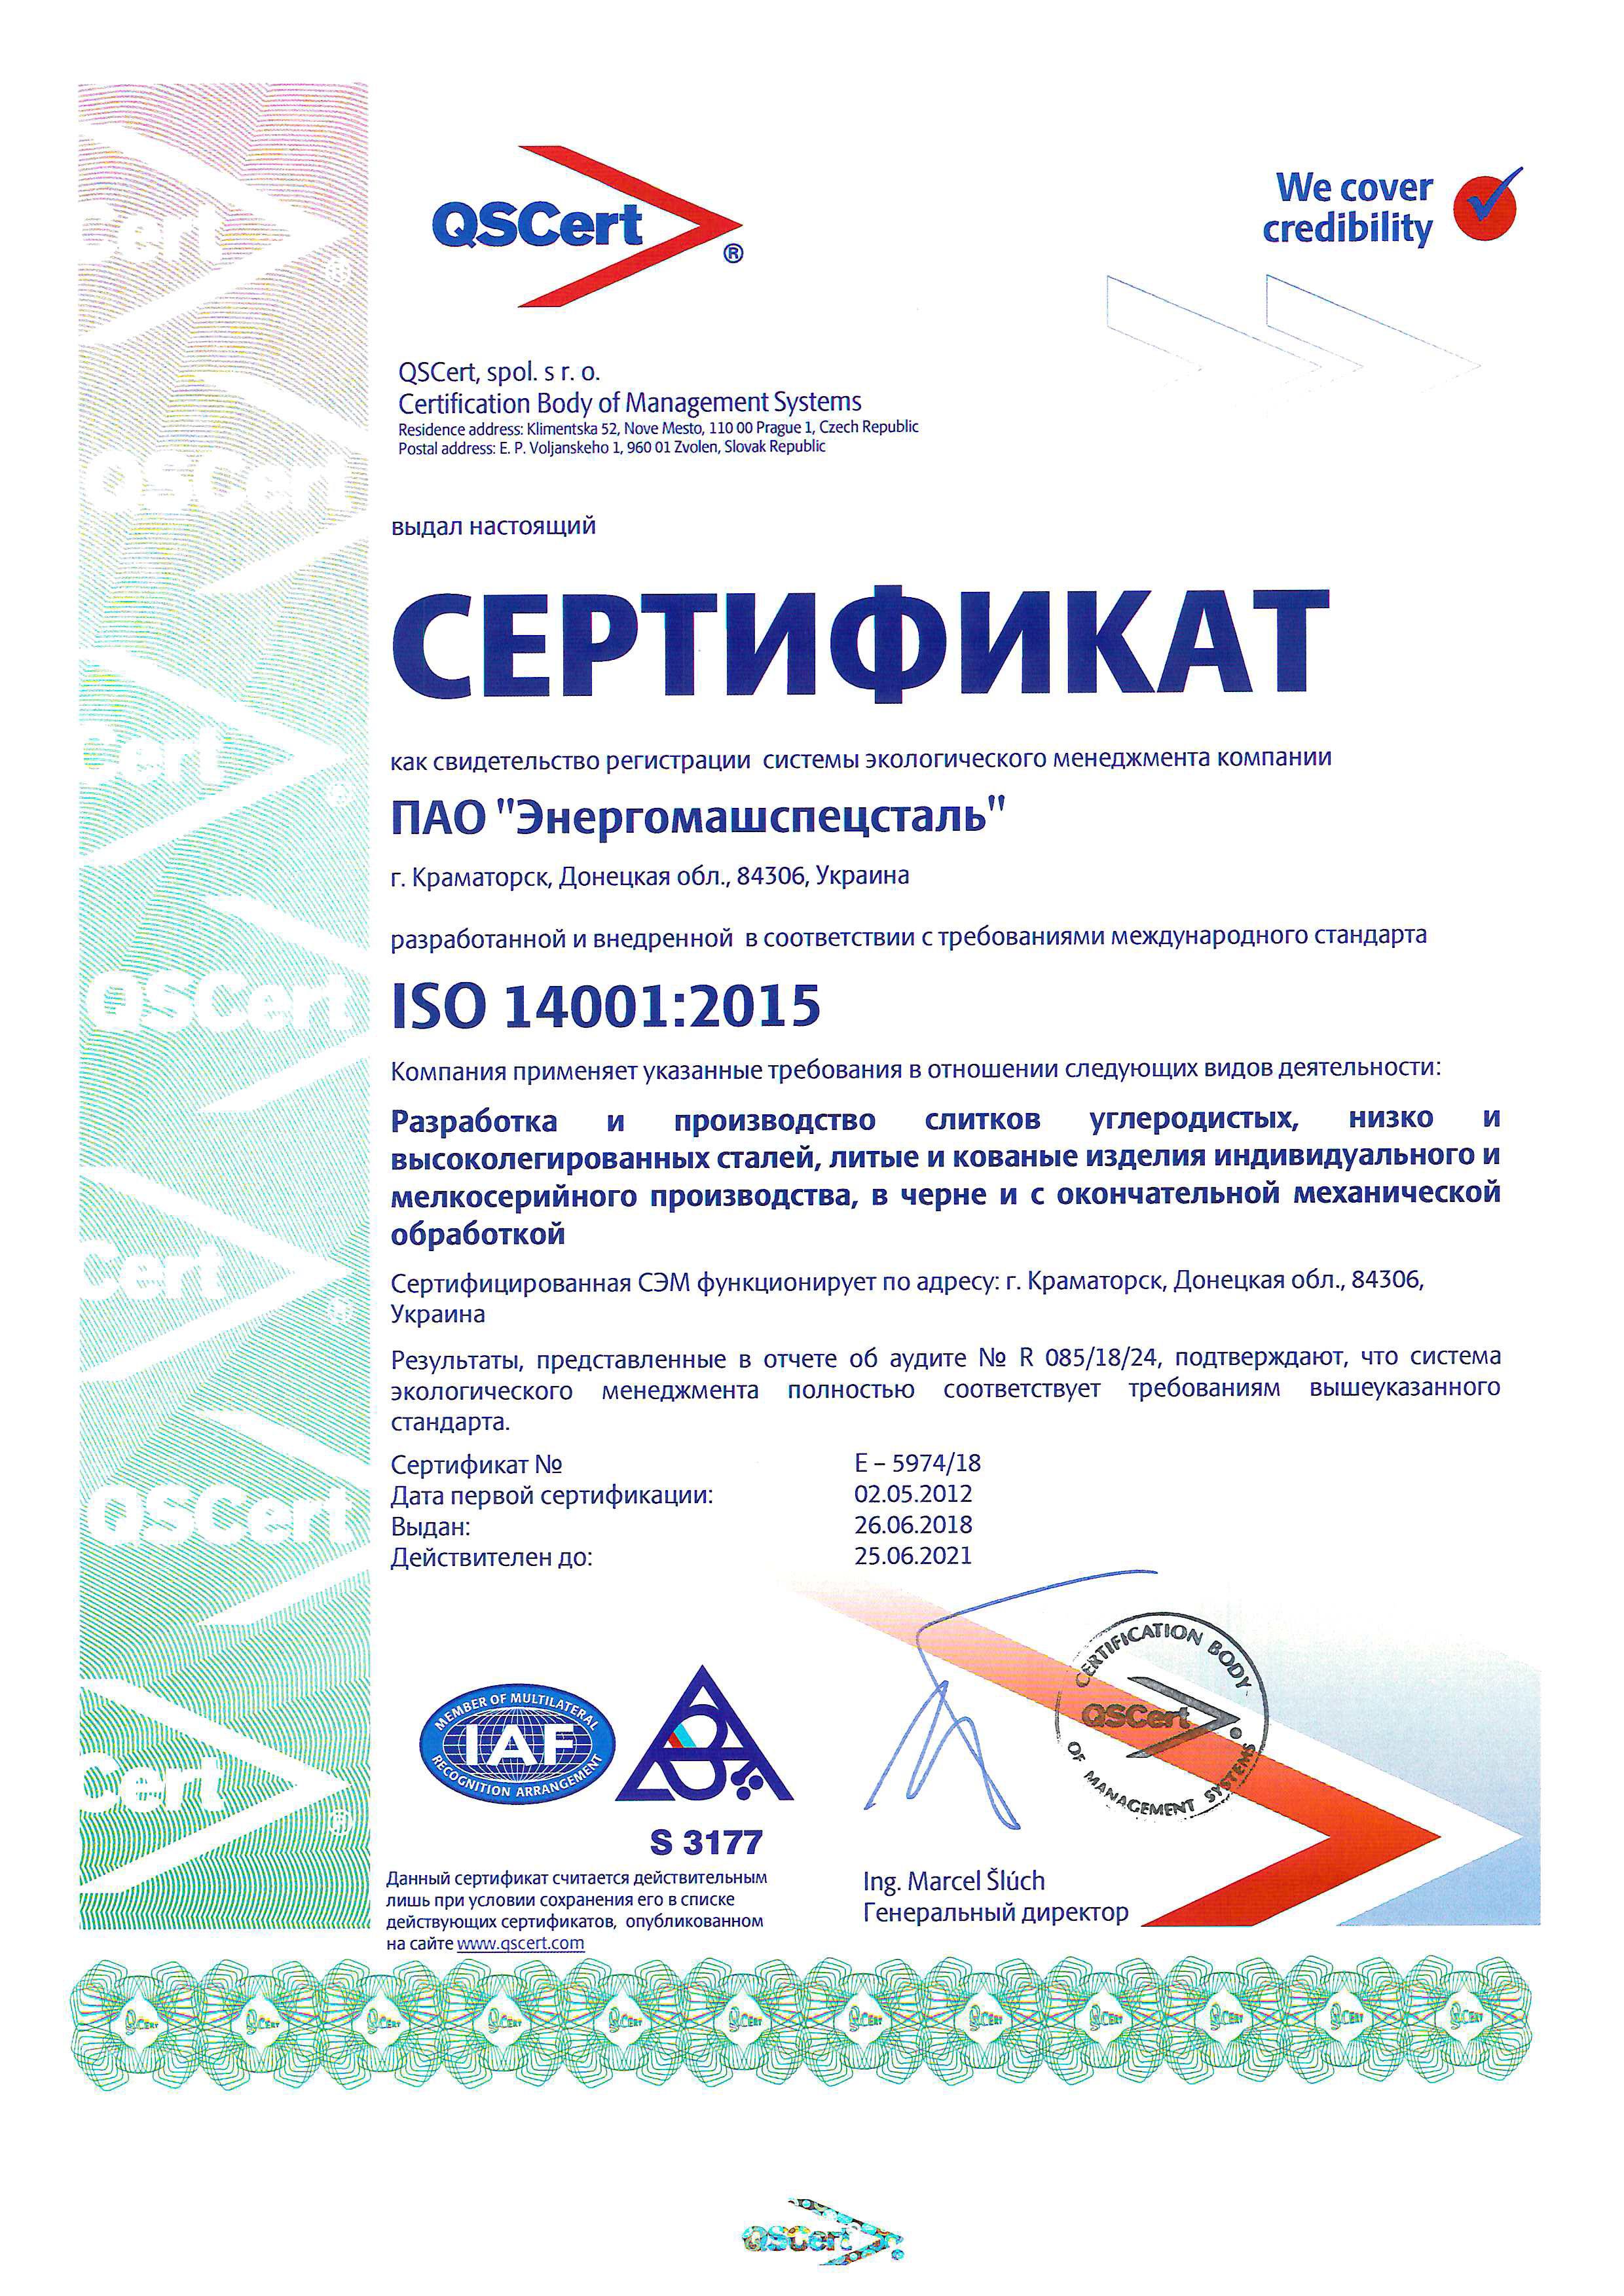 QSCert
®
We cover
credibility
QSCert, spol. s r. o.
Certification Body of Management Systems
Residence address: Klimentska 52, Nove Mesto, 110 00 Prague 1, Czech Republic
Postal address: E. P. Voljanskeho 1, 960 01 Zvolen, Slovak Republic
выдал настоящий
СЕРТИФИКАТ
как свидетельство регистрации системы экологического менеджмента компании
ПАО "Энергомашспецсталь"
г. Краматорск, Донецкая обл., 84306, Украина
разработанной и внедренной в соответствии с требованиями международного стандарта
ISO 14001:2015
Компания применяет указанные требования в отношении следующих видов деятельности:
Разработка и производство слитков углеродистых, низко и
высоколегированных сталей, литые и кованые изделия индивидуального и
мелкосерийного производства, в черне и с окончательной механической
обработкой
Сертифицированная СЭМ функционирует по адресу: г. Краматорск, Донецкая обл., 84306,
Украина
Результаты, представленные в отчете об аудите № R 085/18/24, подтверждают, что система
экологического менеджмента полностью соответствует требованиям вышеуказанного
стандарта.
Сертификат № E – 5974/18
Дата первой сертификации: 02.05.2012
Выдан: 26.06.2018
Действителен до: 25.06.2021
MEMBER OF MULTILATERAL
IAF
RECOGNITION ARRANGEMENT
S 3177
CERTIFICATION BODY
QSCert
OF MANAGEMENT SYSTEMS
Данный сертификат считается действительным
лишь при условии сохранения его в списке
действующих сертификатов, опубликованном
на сайте www.qscert.com
Ing. Marcel Šlúch
Генеральный директор
QSCert